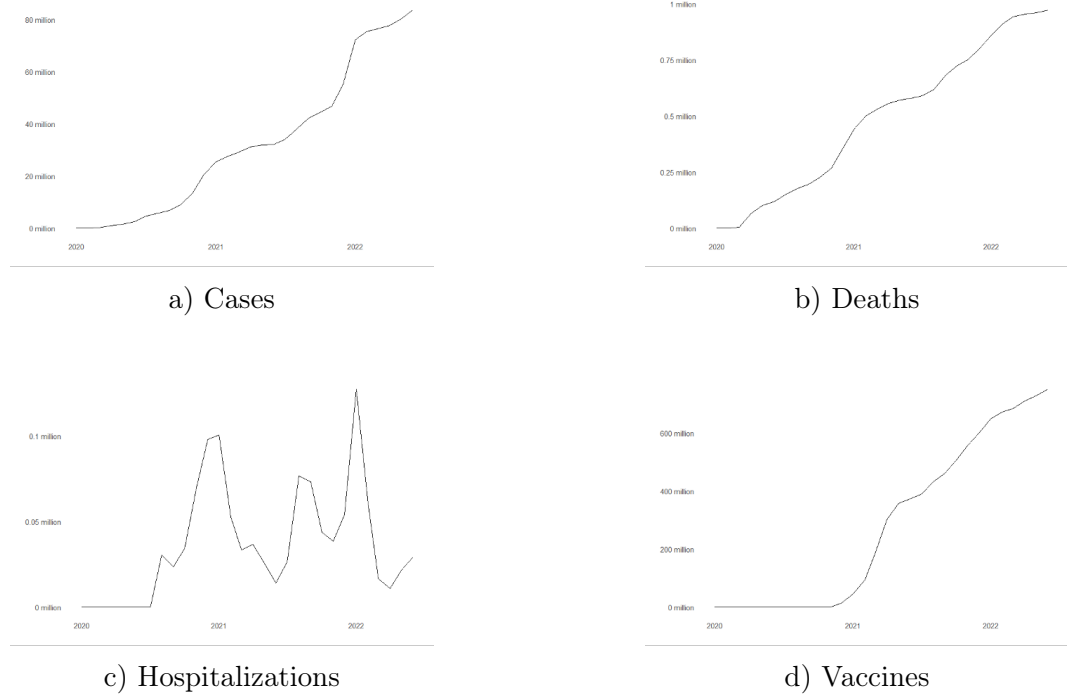 80 million
60 million
40 million
20 million
0 million
2020 2021 2022
a) Cases
1 million
0.75 million
0.5 million
0.25 million
0 million
2020 2021 2022
b) Deaths
0.1 million
0.05 million
0 million
2020 2021 2022
c) Hospitalizations
600 million
400 million
200 million
0 million
2020 2021 2022
d) Vaccines